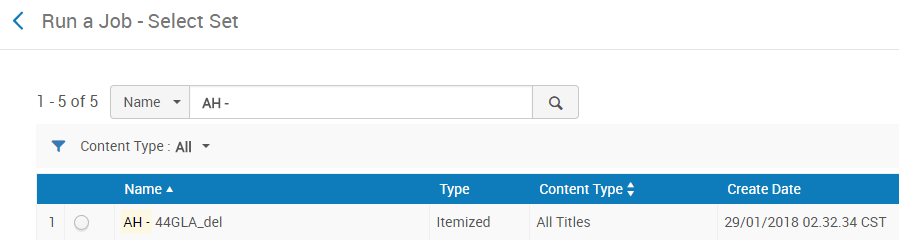 Run a Job - Select Set
1 - 5 of 5 Name AH -
Content Type : All
Name Type Content Type Create Date
1 AH - 44GLA_del Itemized All Titles 29/01/2018 02.32.34 CST